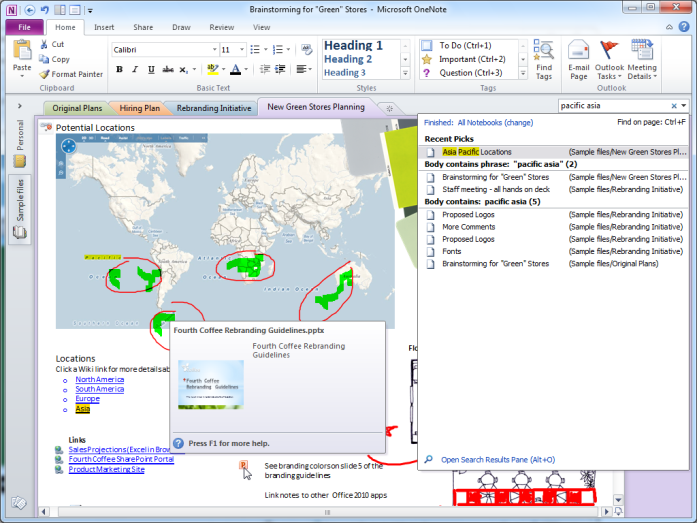 Brainstorming for "Green" Stores - Microsoft OneNote
File Home Insert Share Draw Review View
Paste
Cut
Copy
Format Painter
Clipboard
Calibri 11
B I U abc x₂
Basic Text
Heading 1
Heading 2
Heading 3
Styles
To Do (Ctrl+1)
Important (Ctrl+2)
Question (Ctrl+3)
Tags
Find Tags
E-mail Page
Outlook Tasks
Meeting Details
Outlook
Original Plans Hiring Plan Rebranding Initiative New Green Stores Planning
pacific asia
Personal
Sample files
Finished: All Notebooks (change) Find on page: Ctrl+F
Recent Picks
Asia Pacific Locations (Sample files/New Green Stores Pl...
Body contains phrase: "pacific asia" (2)
Brainstorming for "Green" Stores (Sample files/New Green Stores Pl...
Staff meeting - all hands on deck (Sample files/Rebranding Initiative)
Body contains: pacific asia (5)
Proposed Logos (Sample files/Rebranding Initiative)
More Comments (Sample files/Rebranding Initiative)
Proposed Logos (Sample files/Rebranding Initiative)
Fonts (Sample files/Rebranding Initiative)
Brainstorming for "Green" Stores (Sample files/Original Plans)
Open Search Results Pane (Alt+O)
Potential Locations
Pacific
Indian Ocean
Fourth Coffee Rebranding Guidelines.pptx
Fourth Coffee Rebranding Guidelines
Fourth Coffee
Rebranding Guidelines
Press F1 for more help.
Locations
Click a Wiki link for more details ab
North America
South America
Europe
Asia
Links
Sales Projections (Excel in Brow
Fourth Coffee SharePoint Portal
Product Marketing Site
See branding colors on slide 5 of the
branding guidelines
Link notes to other Office 2010 apps
Flo